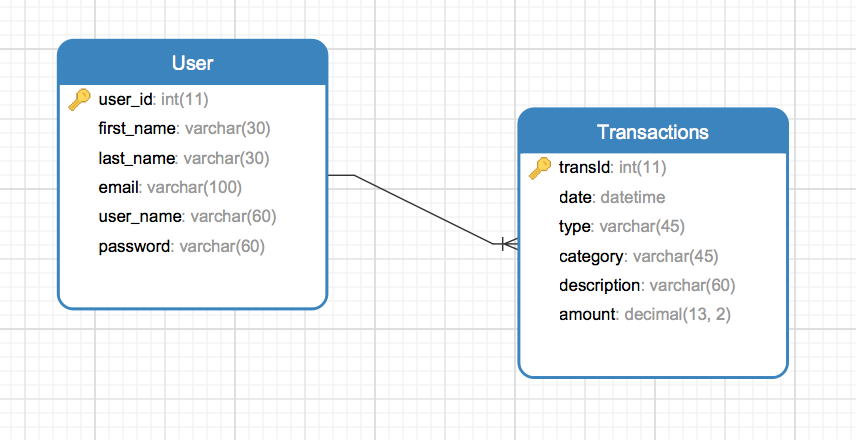 User
user_id: int(11)
first_name: varchar(30)
last_name: varchar(30)
email: varchar(100)
user_name: varchar(60)
password: varchar(60)
Transactions
transId: int(11)
date: datetime
type: varchar(45)
category: varchar(45)
description: varchar(60)
amount: decimal(13, 2)